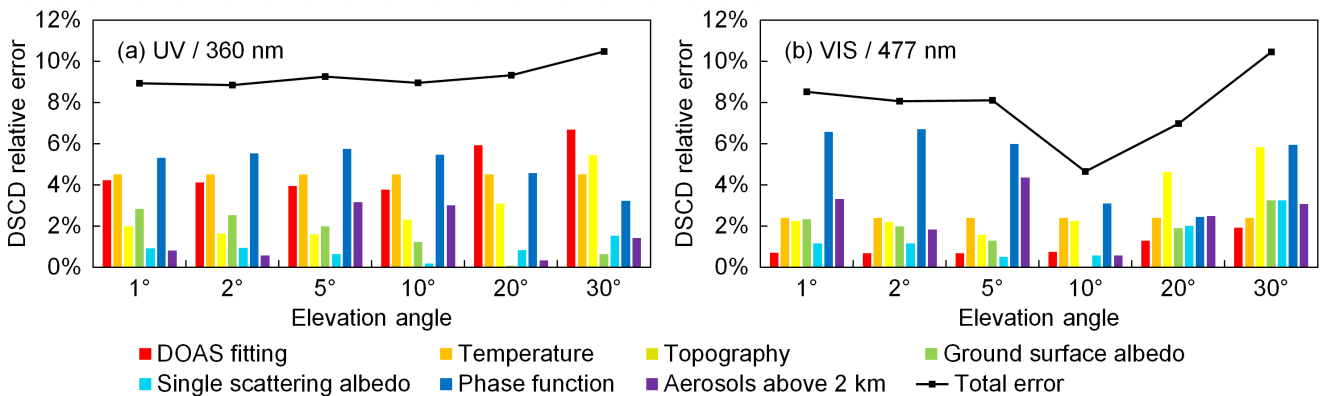 12%
10%
8%
6%
4%
2%
0%
DSCD relative error
(a) UV / 360 nm
1° 2° 5° 10° 20° 30°
Elevation angle
12%
10%
8%
6%
4%
2%
0%
DSCD relative error
(b) VIS / 477 nm
1° 2° 5° 10° 20° 30°
Elevation angle
DOAS fitting Temperature Topography Ground surface albedo
Single scattering albedo Phase function Aerosols above 2 km Total error